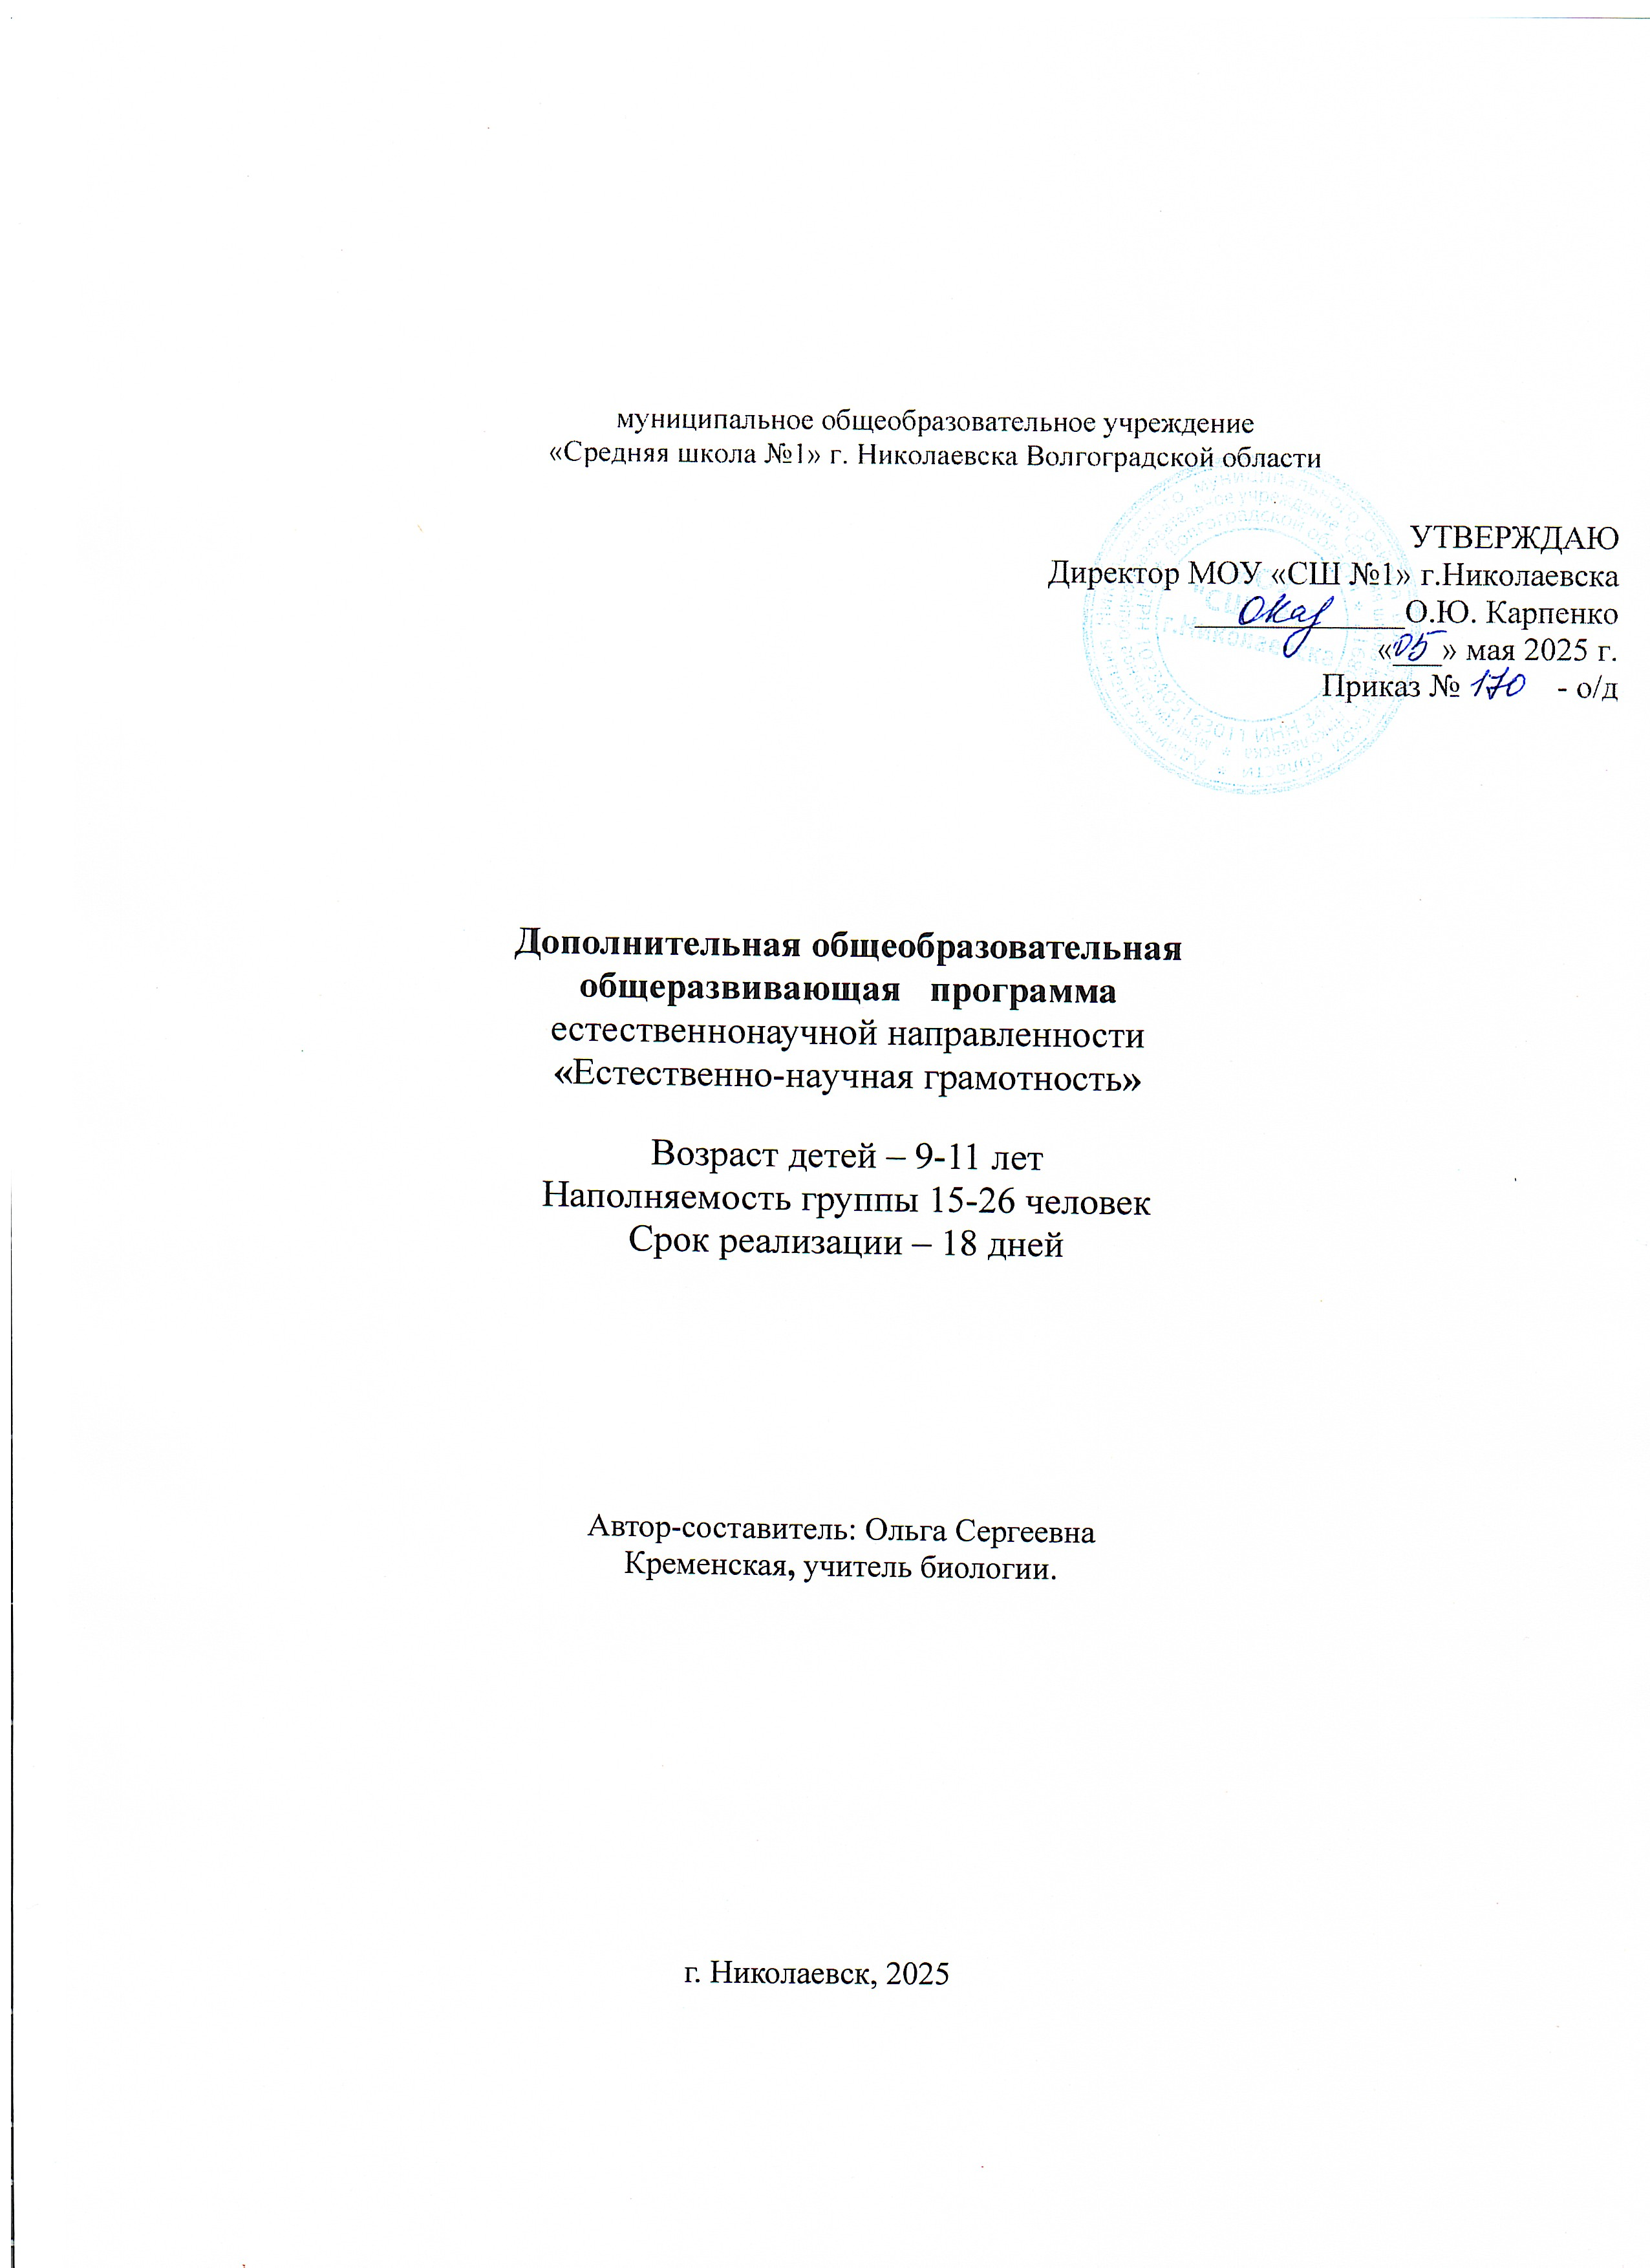 муниципальное общеобразовательное учреждение
«Средняя школа №1» г. Николаевска Волгоградской области
УТВЕРЖДАЮ
Директор МОУ «СШ №1» г.Николаевска
О.Ю. Карпенко
«05» мая 2025 г.
Приказ № 170 - о/д
Дополнительная общеобразовательная
общеразвивающая программа
естественнонаучной направленности
«Естественно-научная грамотность»
Возраст детей – 9-11 лет
Наполняемость группы 15-26 человек
Срок реализации – 18 дней
Автор-составитель: Ольга Сергеевна
Кременская, учитель биологии.
г. Николаевск, 2025